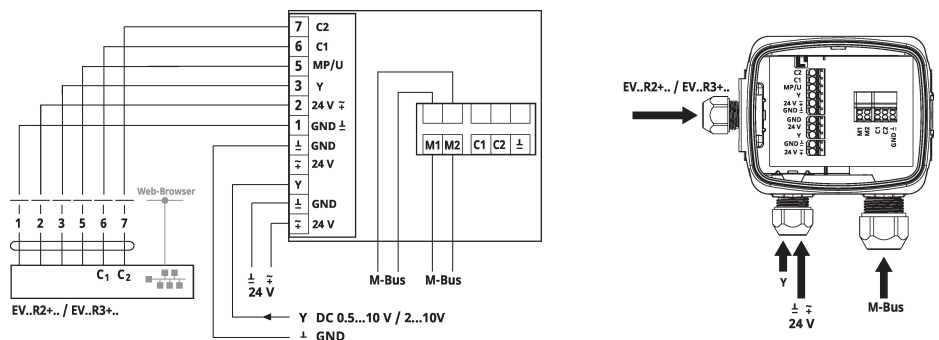 7 C2
6 C1
5 MP/U
3 Y
2 24 V
1 GND
GND
24 V
Y
GND
24 V
M1 M2 C1 C2
Web-Browser
1 2 3 5 6 7
C1 C2
EV..R2+.. / EV..R3+..
24 V
M-Bus M-Bus
Y DC 0.5...10 V / 2...10V
GND
EV..R2+.. / EV..R3+..
C2
C1
MP/U
Y
24 V
GND
GND
24 V
Y
GND
24 V
M1
M2
C1
C2
GND
Y
24 V
M-Bus